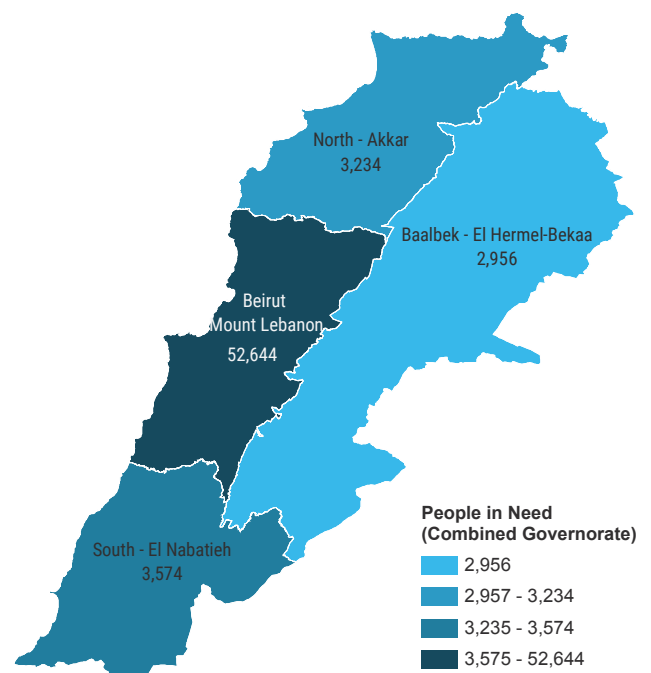 North - Akkar
3,234
Baalbek - El Hermel-Bekaa
2,956
Beirut
Mount Lebanon
52,644
South - El Nabatieh
3,574
People in Need
(Combined Governorate)
2,956
2,957 - 3,234
3,235 - 3,574
3,575 - 52,644